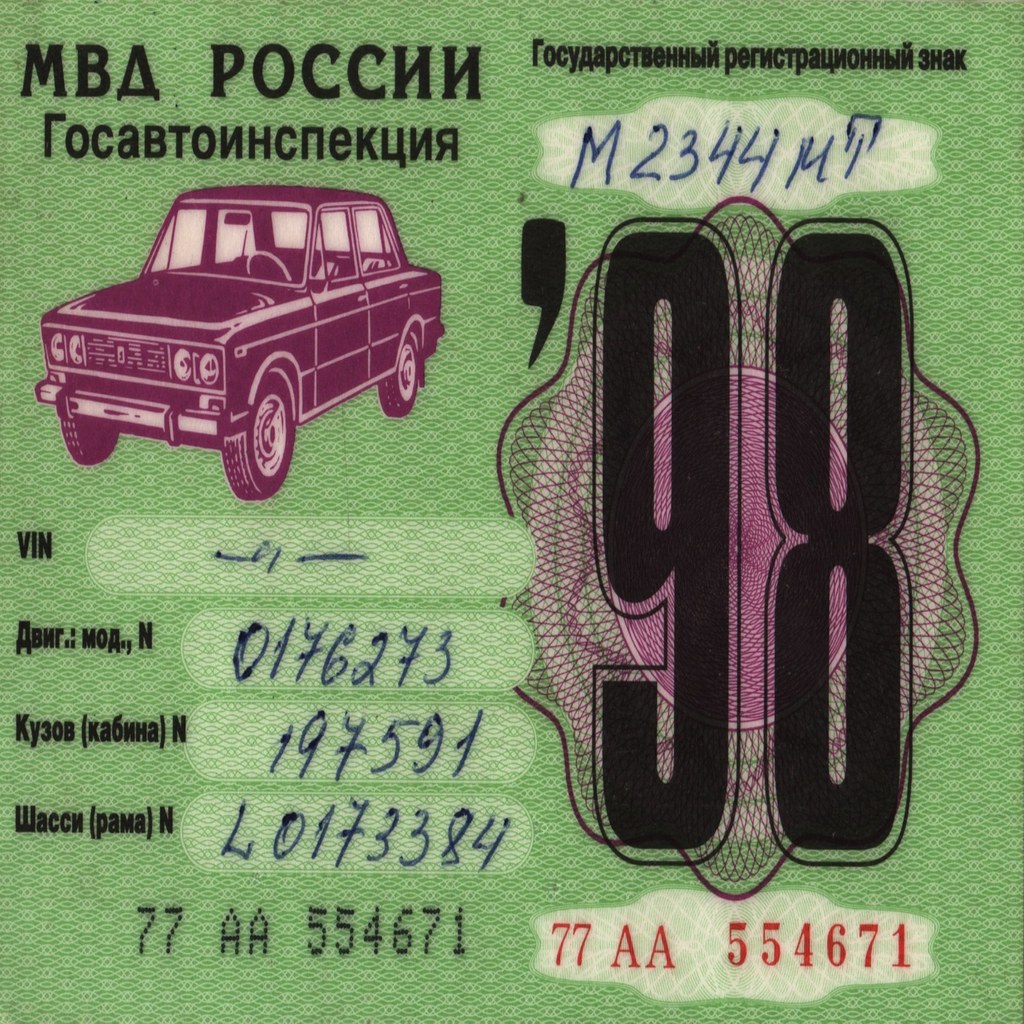 МВД РОССИИ
Госавтоинспекция
Государственный регистрационный знак
М 2344 МТ
'98
VIN — " —
Двиг.: мод., N 0176273
Кузов (кабина) N 197591
Шасси (рама) N L0173384
77 АА 554671
77 АА 554671